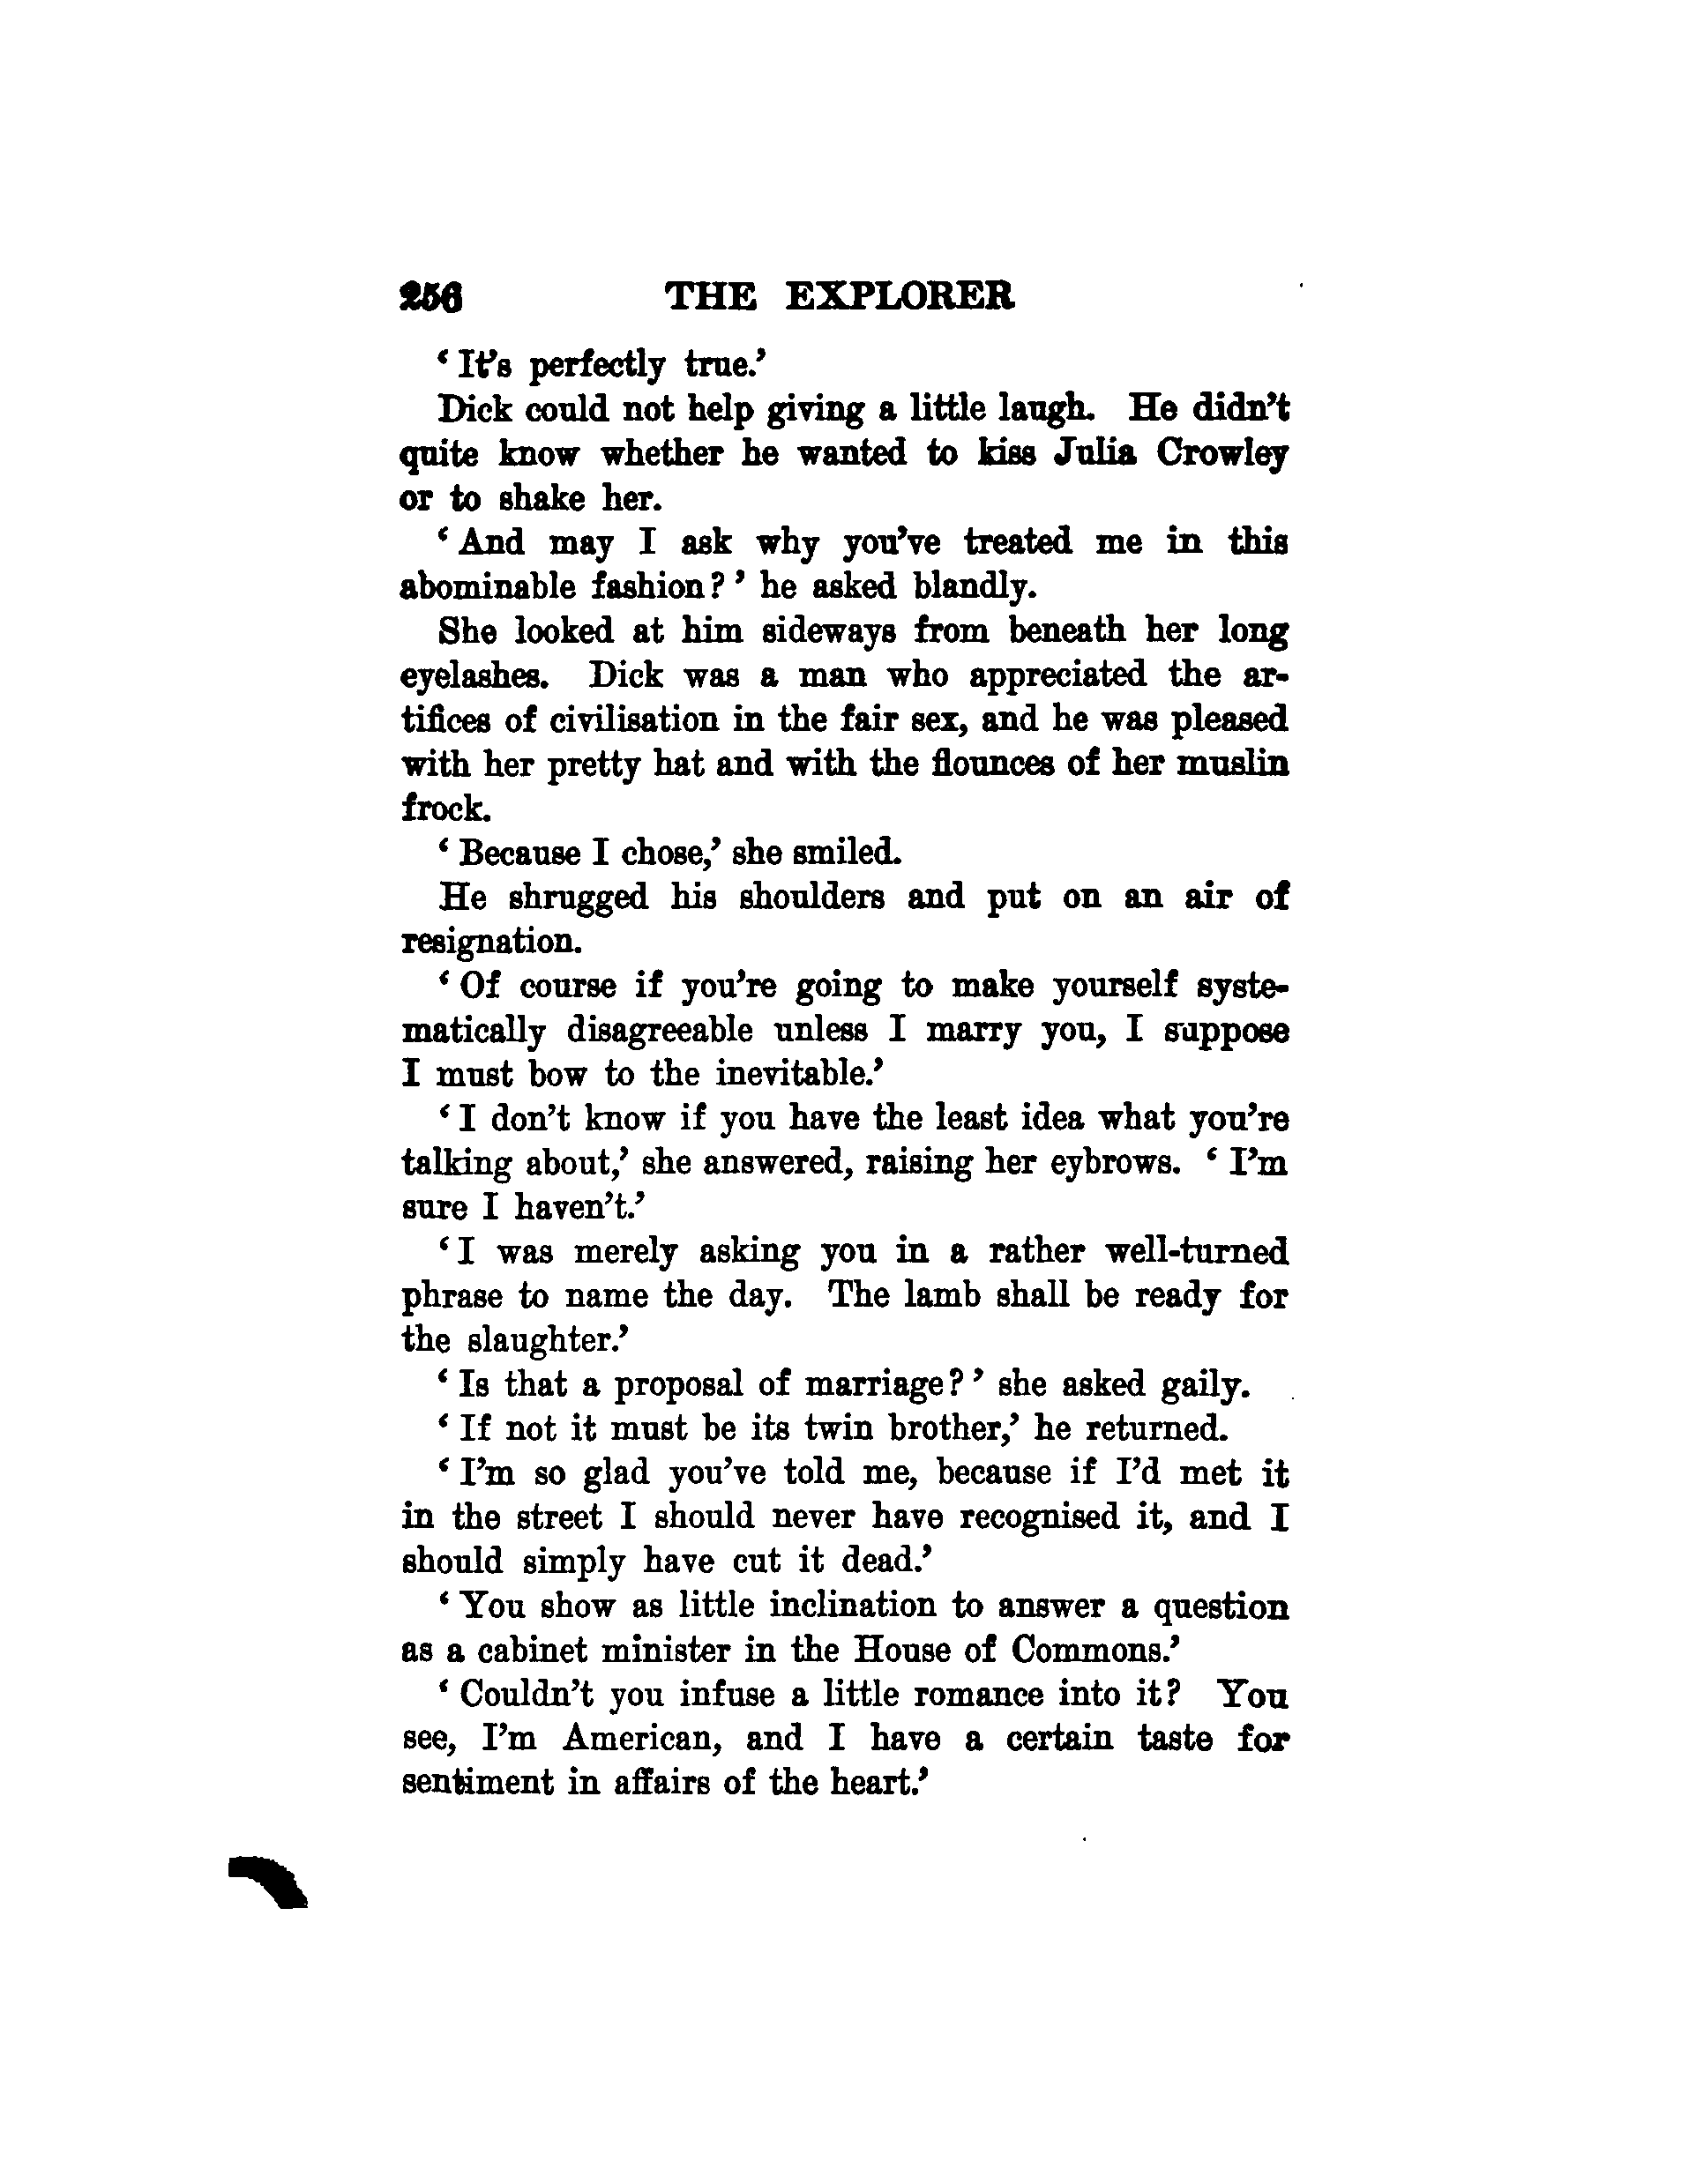 256 THE EXPLORER
‘ It’s perfectly true.’
Dick could not help giving a little laugh. He didn’t
quite know whether he wanted to kiss Julia Crowley
or to shake her.
‘ And may I ask why you’ve treated me in this
abominable fashion? ’ he asked blandly.
She looked at him sideways from beneath her long
eyelashes. Dick was a man who appreciated the ar-
tifices of civilisation in the fair sex, and he was pleased
with her pretty hat and with the flounces of her muslin
frock.
‘ Because I chose,’ she smiled.
He shrugged his shoulders and put on an air of
resignation.
‘ Of course if you’re going to make yourself syste-
matically disagreeable unless I marry you, I suppose
I must bow to the inevitable.’
‘ I don’t know if you have the least idea what you’re
talking about,’ she answered, raising her eybrows. ‘ I’m
sure I haven’t.’
‘ I was merely asking you in a rather well-turned
phrase to name the day. The lamb shall be ready for
the slaughter.’
‘ Is that a proposal of marriage? ’ she asked gaily.
‘ If not it must be its twin brother,’ he returned.
‘ I’m so glad you’ve told me, because if I’d met it
in the street I should never have recognised it, and I
should simply have cut it dead.’
‘ You show as little inclination to answer a question
as a cabinet minister in the House of Commons.’
‘ Couldn’t you infuse a little romance into it? You
see, I’m American, and I have a certain taste for
sentiment in affairs of the heart.’